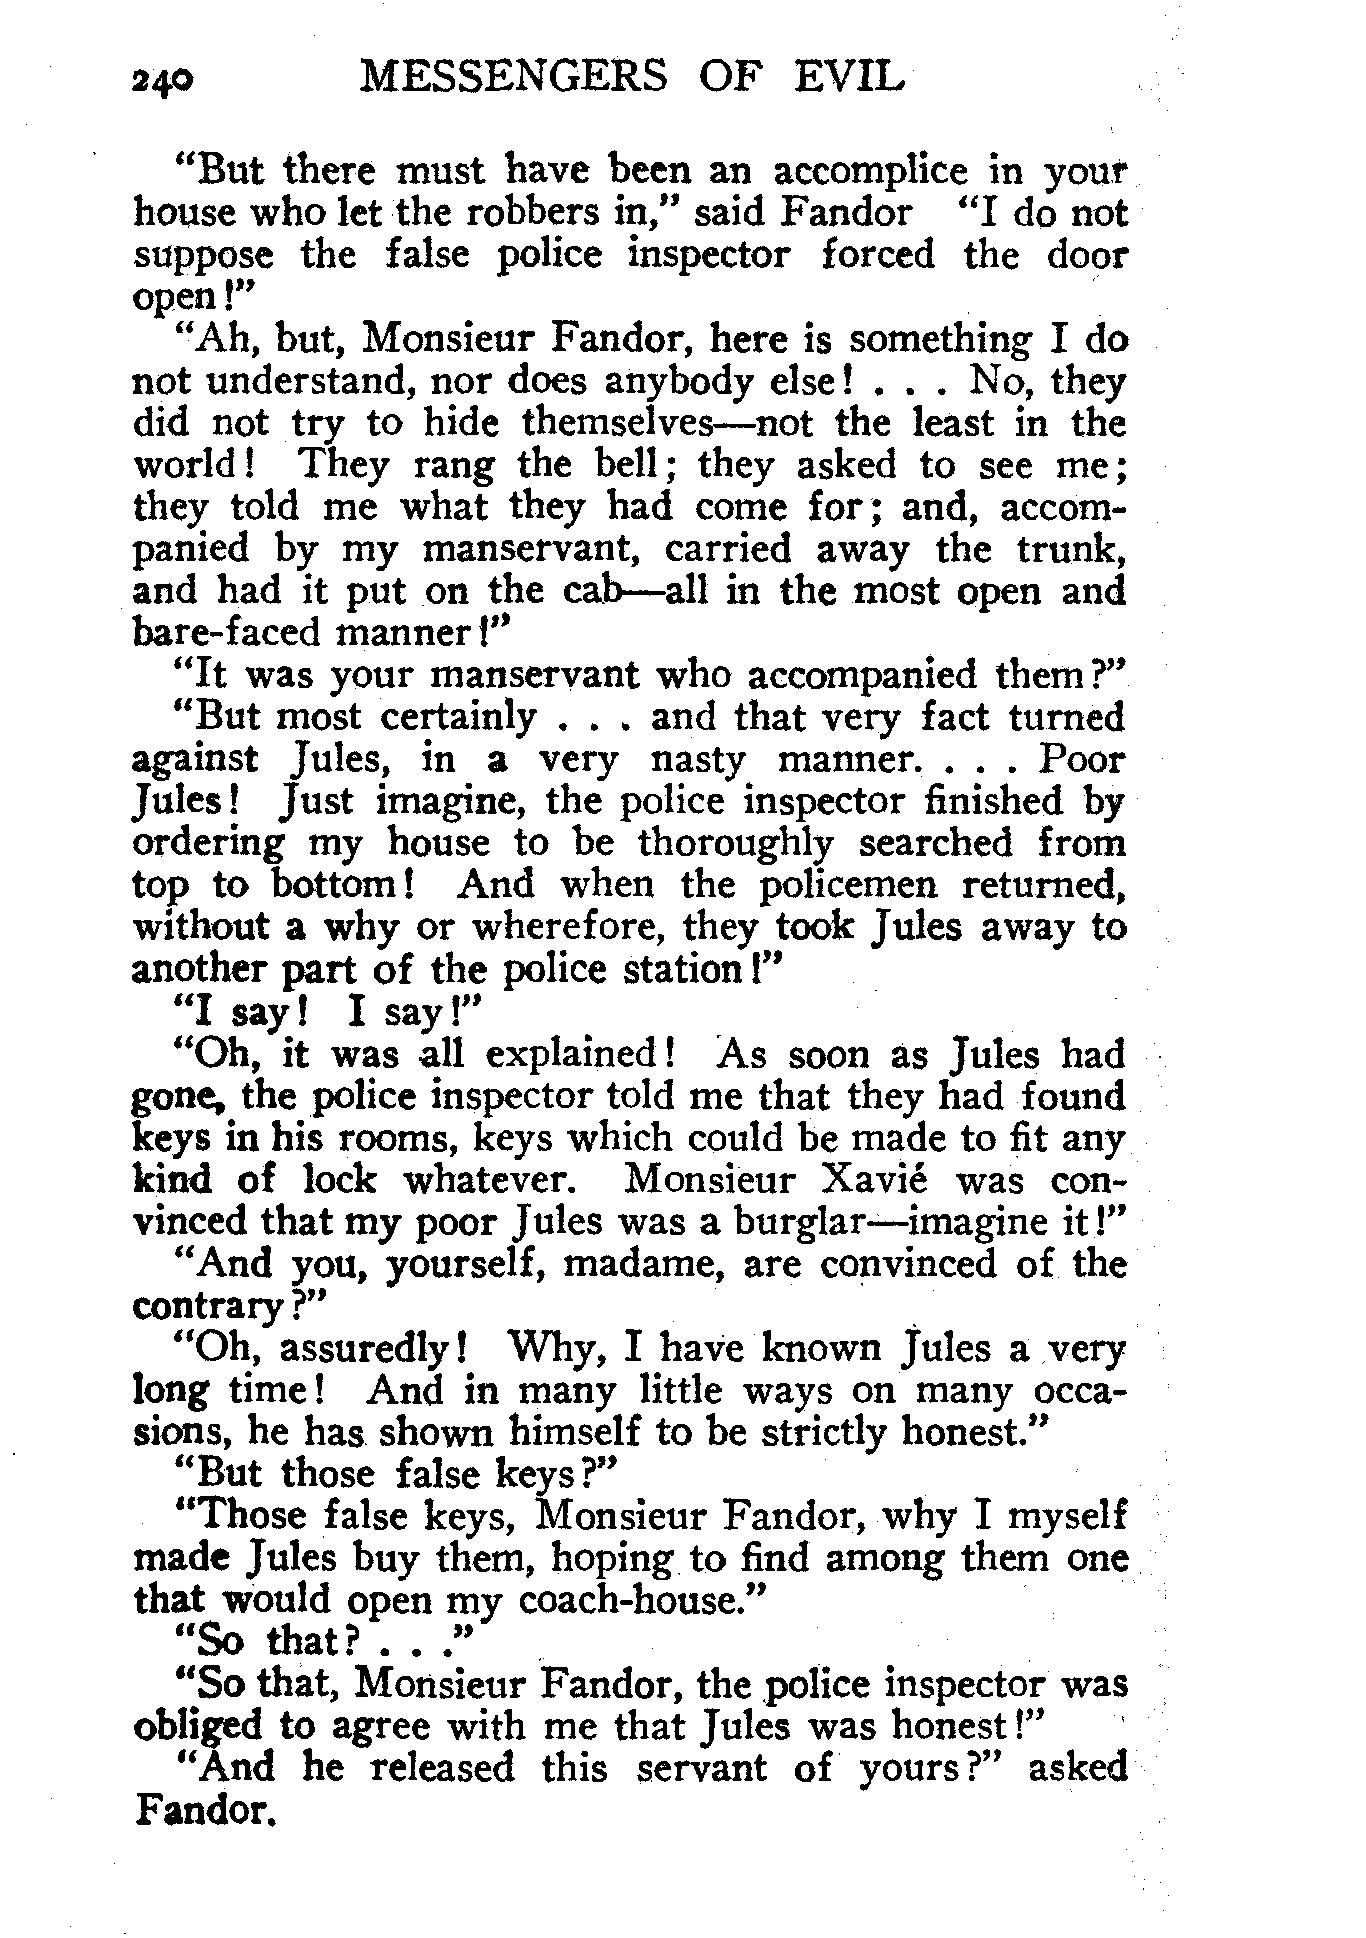 240 MESSENGERS OF EVIL
“But there must have been an accomplice in your
house who let the robbers in,” said Fandor “I do not
suppose the false police inspector forced the door
open!”
“Ah, but, Monsieur Fandor, here is something I do
not understand, nor does anybody else! . . . No, they
did not try to hide themselves—not the least in the
world! They rang the bell; they asked to see me;
they told me what they had come for; and, accom-
panied by my manservant, carried away the trunk,
and had it put on the cab—all in the most open and
bare-faced manner!”
“It was your manservant who accompanied them?”
“But most certainly . . . and that very fact turned
against Jules, in a very nasty manner. . . . Poor
Jules! Just imagine, the police inspector finished by
ordering my house to be thoroughly searched from
top to bottom! And when the policemen returned,
without a why or wherefore, they took Jules away to
another part of the police station!”
“I say! I say!”
“Oh, it was all explained! As soon as Jules had
gone, the police inspector told me that they had found
keys in his rooms, keys which could be made to fit any
kind of lock whatever. Monsieur Xavié was con-
vinced that my poor Jules was a burglar—imagine it!”
“And you, yourself, madame, are convinced of the
contrary?”
“Oh, assuredly! Why, I have known Jules a very
long time! And in many little ways on many occa-
sions, he has shown himself to be strictly honest.”
“But those false keys?”
“Those false keys, Monsieur Fandor, why I myself
made Jules buy them, hoping to find among them one
that would open my coach-house.”
“So that? . . .”
“So that, Monsieur Fandor, the police inspector was
obliged to agree with me that Jules was honest!”
“And he released this servant of yours?” asked
Fandor.